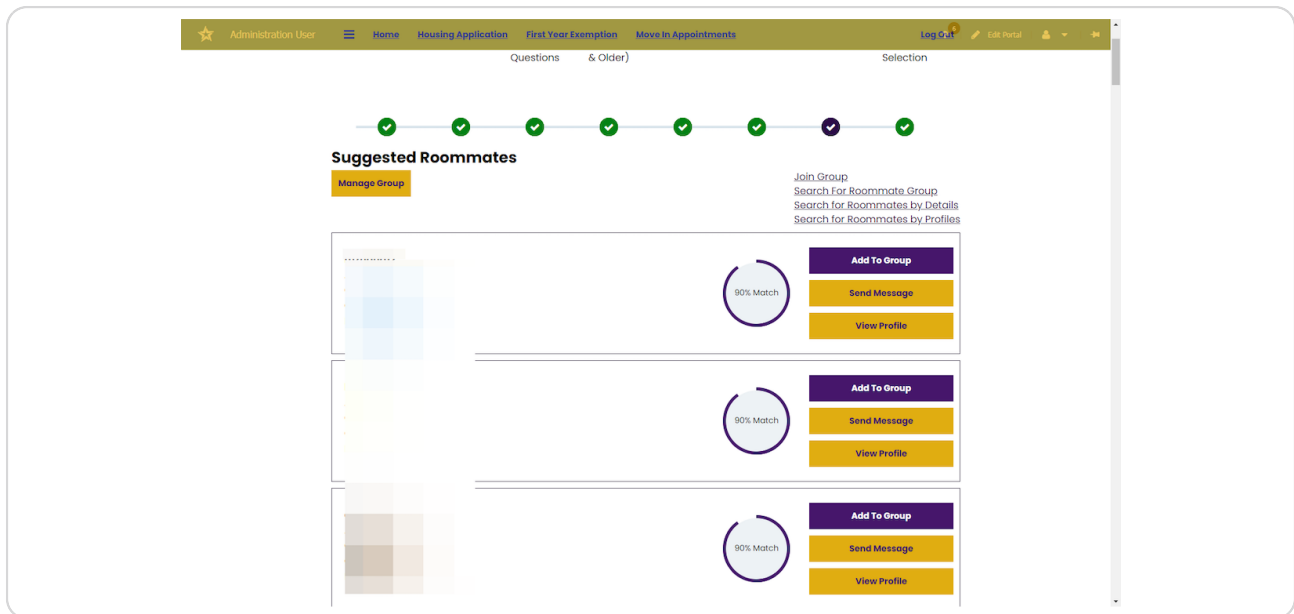 Administration User Home Housing Application First Year Exemption Move In Appointments Log Out Edit Portal
Questions & Older) Selection
Suggested Roommates
Manage Group
Join Group
Search For Roommate Group
Search for Roommates by Details
Search for Roommates by Profiles
90% Match
Add To Group
Send Message
View Profile
90% Match
Add To Group
Send Message
View Profile
90% Match
Add To Group
Send Message
View Profile